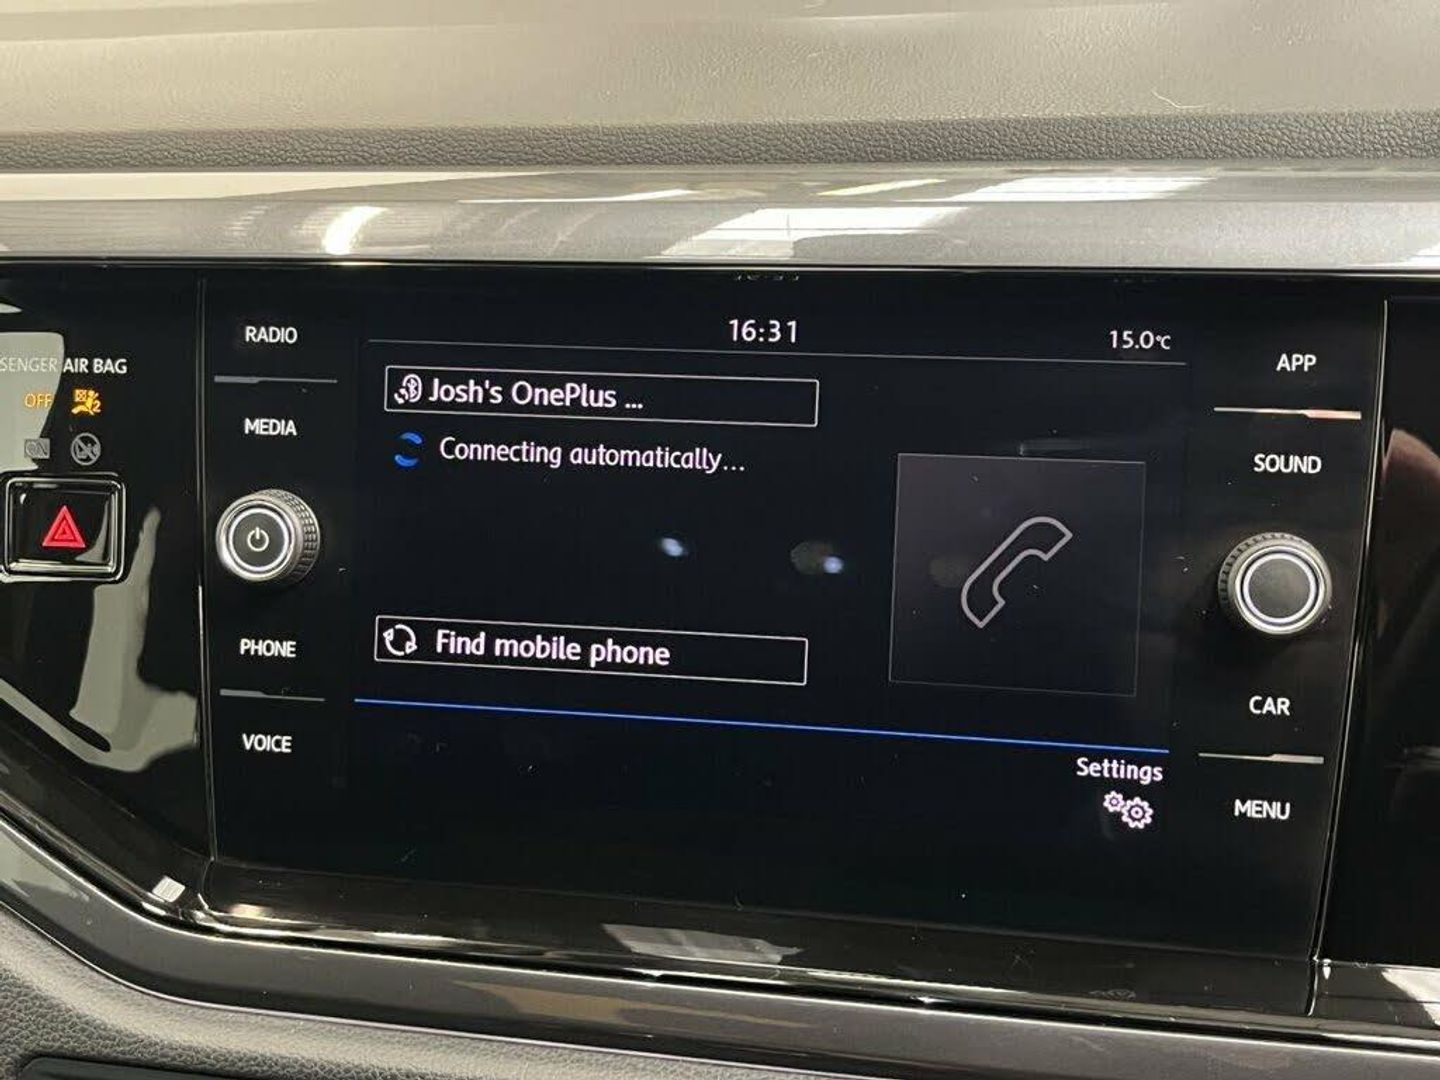 16:31
15.0°C
RADIO
MEDIA
PHONE
VOICE
AIR BAG
OFF
2
Josh's OnePlus ...
Connecting automatically...
Find mobile phone
Settings
APP
SOUND
CAR
MENU